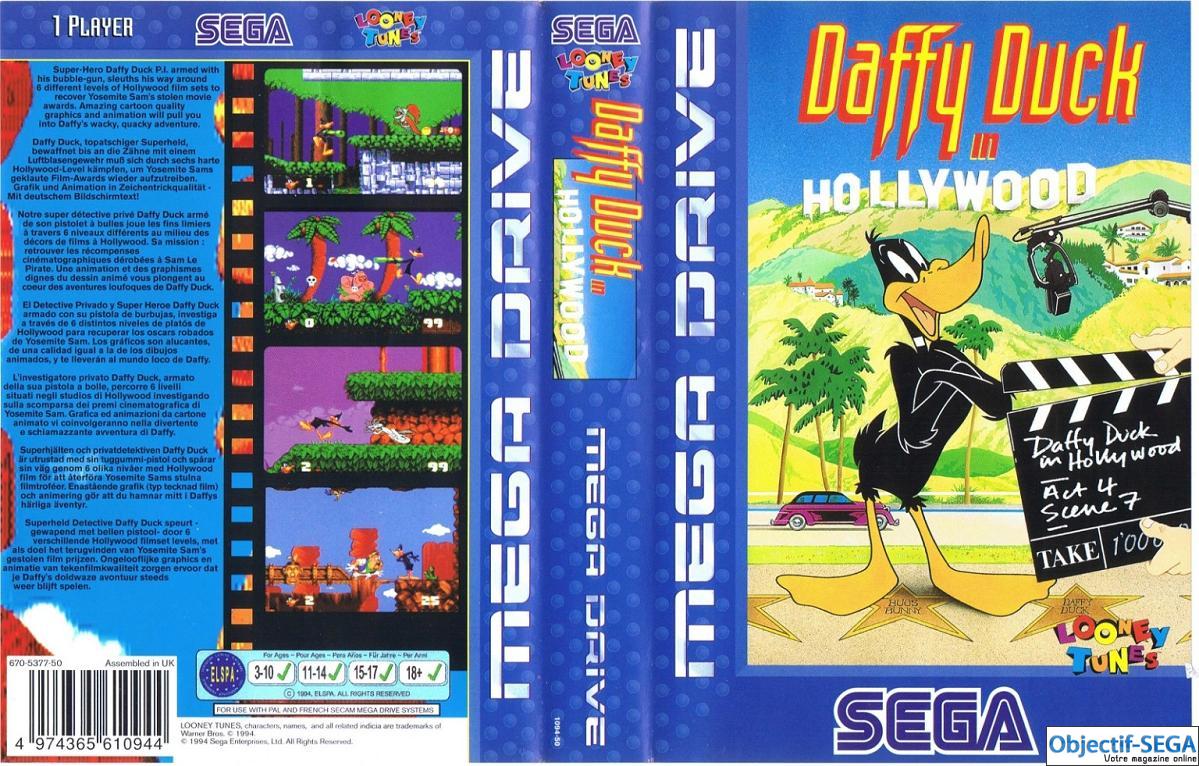 1 PLAYER
SEGA
LOONEY TUNES
Super-Hero Daffy Duck P.I. armed with
his bubble-gun, sleuths his way around
6 different levels of Hollywood film sets to
recover Yosemite Sam's stolen movie
awards. Amazing cartoon quality
graphics and animation will pull you
into Daffy's wacky, quacky adventure.
Daffy Duck, topatschiger Superheld,
bewaffnet bis an die Zähne mit einem
Luftblasengewehr muß sich durch sechs harte
Hollywood-Level kämpfen, um Yosemite Sams
geklaute Film-Awards wieder aufzutreiben.
Grafik und Animation in Zeichentrickqualität -
Mit deutschem Bildschirmtext!
Notre super détective privé Daffy Duck armé
de son pistolet à bulles joue les fins limiers
à travers 6 niveaux différents au milieu des
décors de films à Hollywood. Sa mission :
retrouver les récompenses
cinématographiques dérobées à Sam Le
Pirate. Une animation et des graphismes
dignes du dessin animé vous plongent au
coeur des aventures loufoques de Daffy Duck.
El Detective Privado y Super Heroe Daffy Duck
armado con su pistola de burbujas, investiga
a través de 6 distintos niveles de platós de
Hollywood para recuperar los oscars robados
de Yosemite Sam. Los gráficos son alucantes,
de una calidad igual a la de los dibujos
animados, y te lleverán al mundo loco de Daffy.
L'investigatore privato Daffy Duck, armato
della sua pistola a bolle, percorre 6 livelli
situati negli studios di Hollywood investigando
sulla scomparsa dei premi cinematografica di
Yosemite Sam. Grafica ed animazioni da cartone
animato vi coinvolgeranno nella divertente
e schiamazzante avventura di Daffy.
Superhjälten och privatdetektiven Daffy Duck
är utrustad med sin tuggummi-pistol och spårar
sin väg genom 6 olika nivåer med Hollywood
film för att återföra Yosemite Sams stulna
troféer. Enastående grafik (typ tecknad film)
och animering gör att du hamnar mitt i Daffys
härliga äventyr.
Superheld Detective Daffy Duck speurt -
gewapend met bellen pistool- door 6
verschillende Hollywood filmset levels, met
als doel het terugvinden van Yosemite Sam's
gestolen film prijzen. Ongelooflijke graphics en
animatie van tekenfilmkwaliteit zorgen ervoor dat
je Daffy's doldwaze avontuur steeds
weer blijft spelen.
1
0 99
2 99
2 25
670-5377-50 Assembled in UK
4 974365 610944
For Ages ~ Pour Ages ~ Para Años ~ Für Jahre ~ Per Anni
ELSPA
3-10 11-14 15-17 18+
© 1994, ELSPA. ALL RIGHTS RESERVED
FOR USE WITH PAL AND FRENCH SECAM MEGA DRIVE SYSTEMS
LOONEY TUNES, characters, names, and all related indicia are trademarks of
Warner Bros. © 1994.
© 1994 Sega Enterprises, Ltd. All Rights Reserved.
MEGA DRIVE
SEGA
LOONEY TUNES
Daffy Duck
in
HOLLYWOOD
MEGA DRIVE
1094-50
MEGA DRIVE
Daffy Duck
in
HOLLYWOOD
Daffy Duck
in Hollywood
Act 4
Scene 7
TAKE 1'000
BUGS
BUNNY
DAFFY
DUCK
LOONEY
TUNES
SEGA
Objectif-SEGA
Votre magazine online